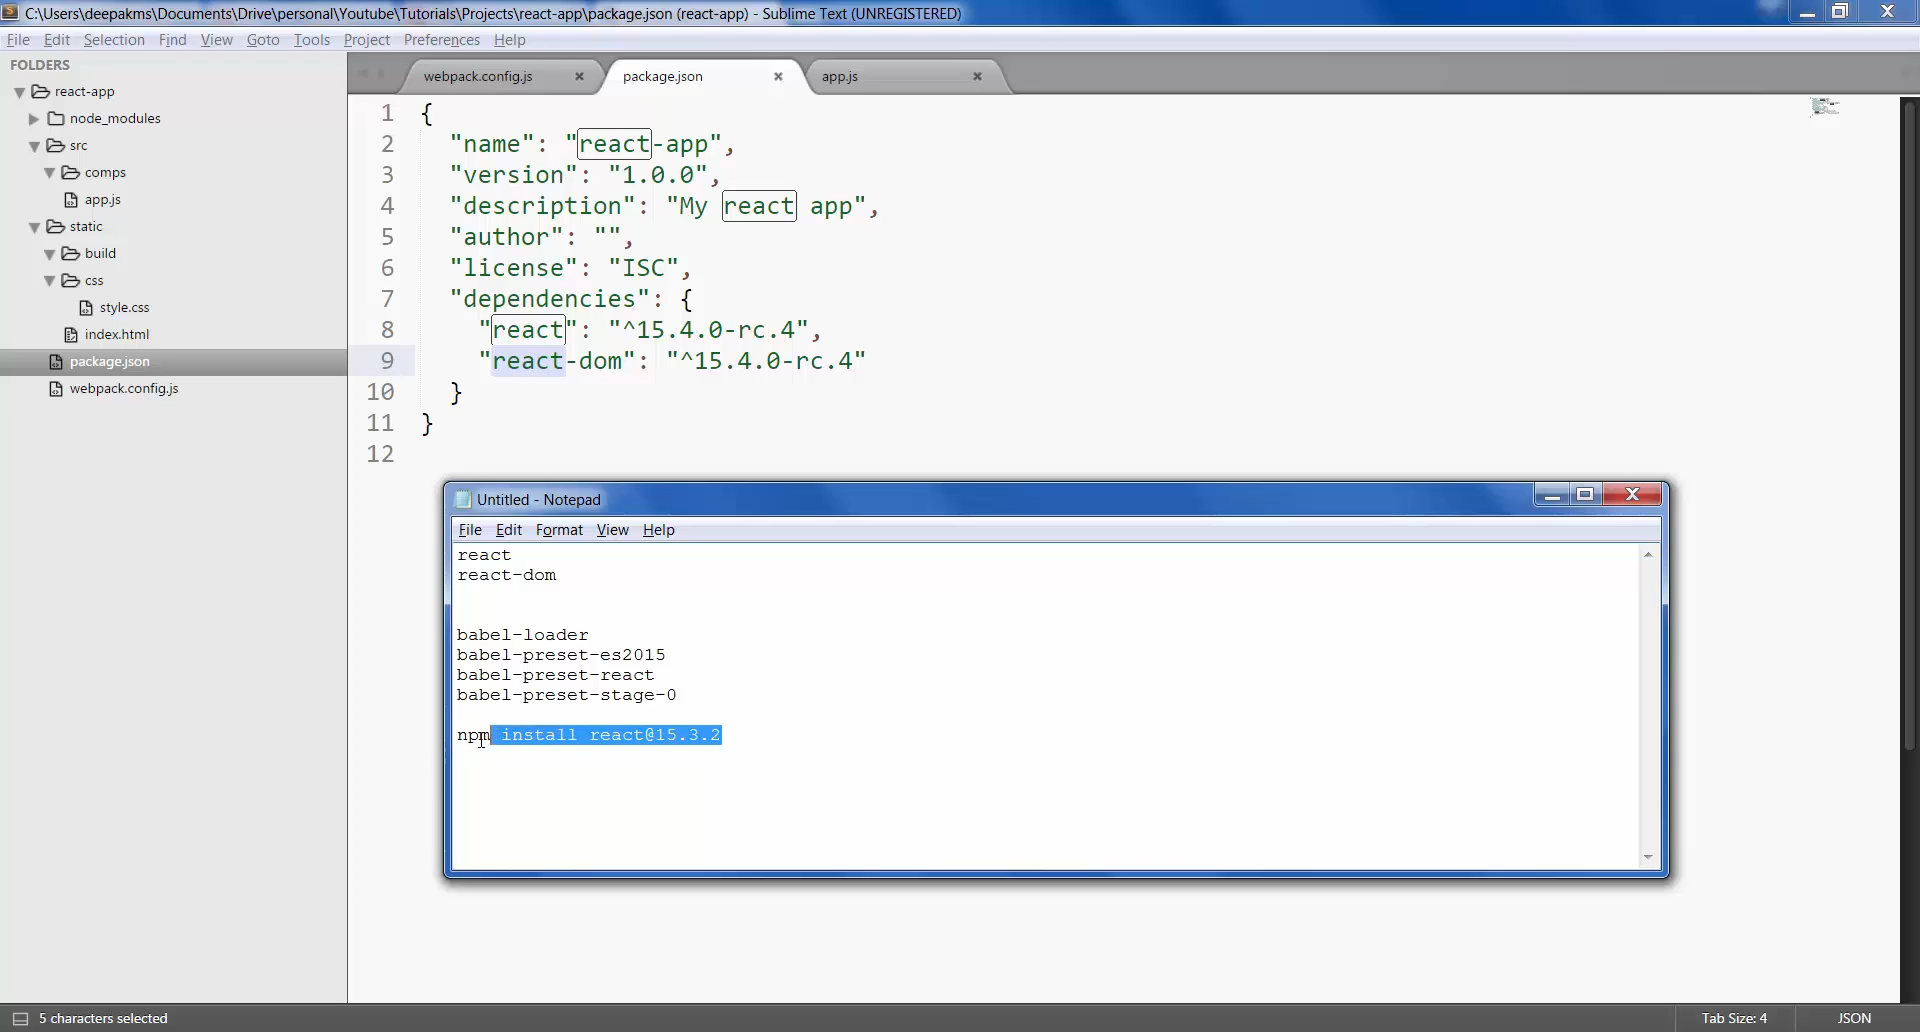 C:\Users\deepakms\Documents\Drive\personal\Youtube\Tutorials\Projects\react-app\package.json (react-app) - Sublime Text (UNREGISTERED)
File Edit Selection Find View Goto Tools Project Preferences Help
FOLDERS
react-app
node_modules
src
comps
app.js
static
build
css
style.css
index.html
package.json
webpack.config.js
webpack.config.js package.json app.js
1 {
2 "name": "react-app",
3 "version": "1.0.0",
4 "description": "My react app",
5 "author": "",
6 "license": "ISC",
7 "dependencies": {
8 "react": "^15.4.0-rc.4",
9 "react-dom": "^15.4.0-rc.4"
10 }
11 }
12
Untitled - Notepad
File Edit Format View Help
react
react-dom
babel-loader
babel-preset-es2015
babel-preset-react
babel-preset-stage-0
npm install react@15.3.2
5 characters selected
Tab Size: 4 JSON